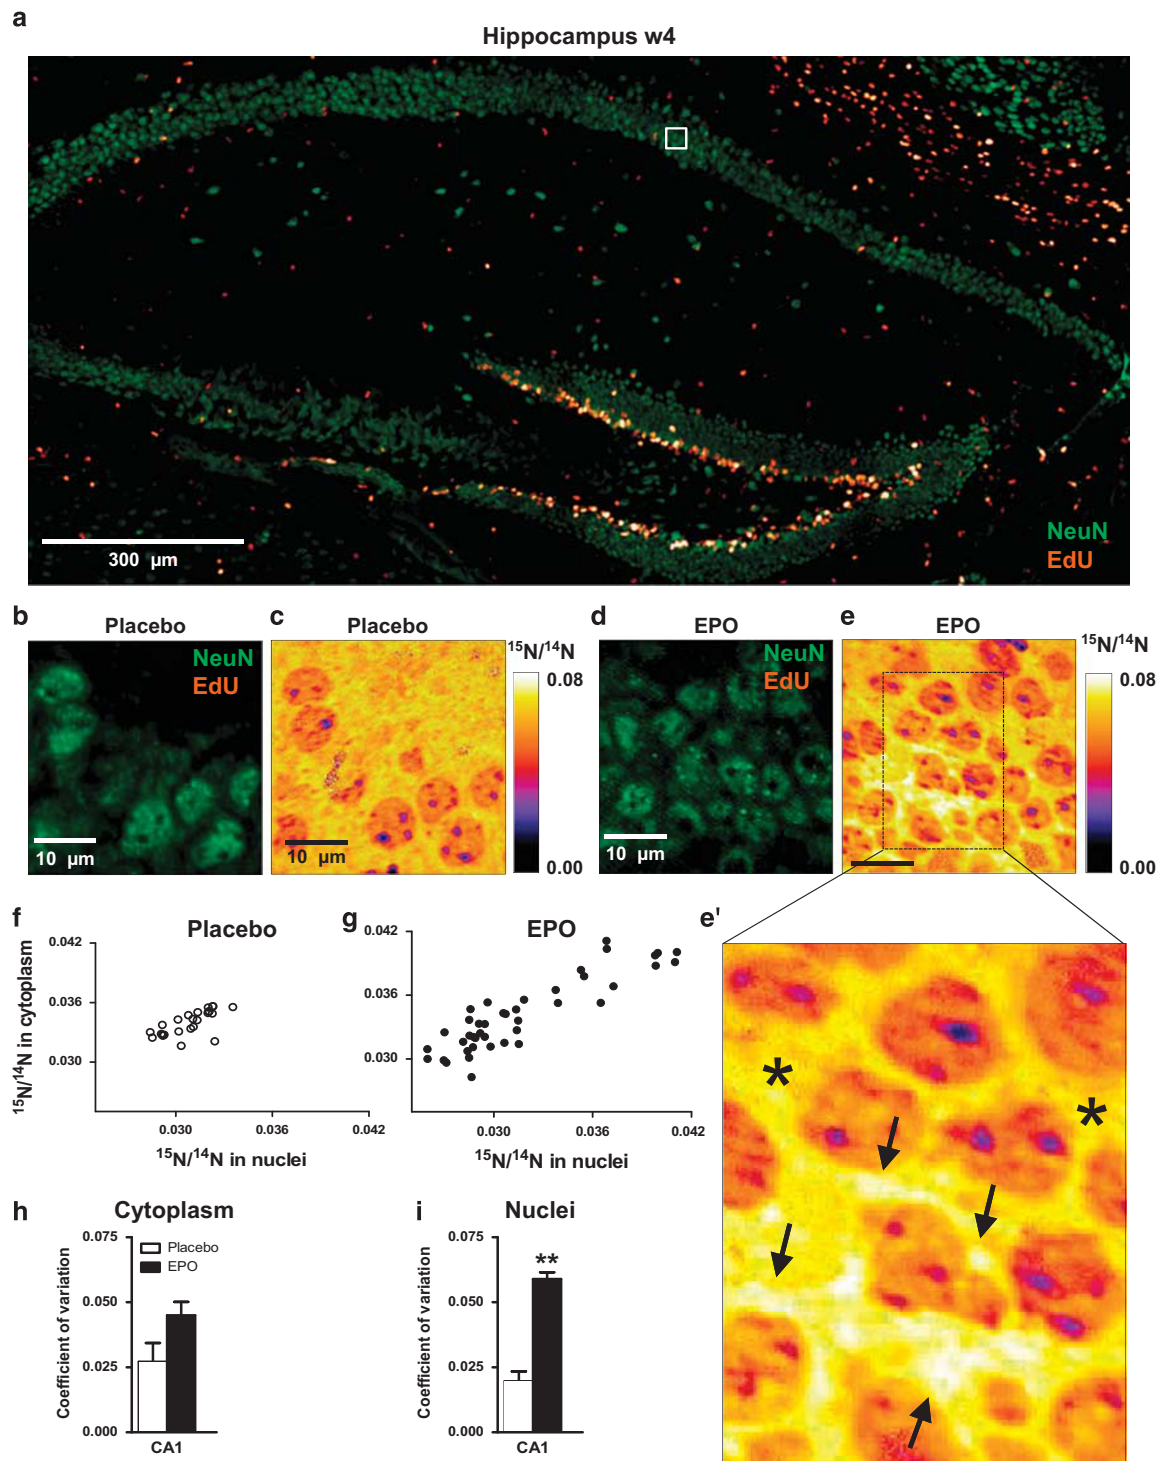 a
Hippocampus w4
300 µm
NeuN
EdU
b
Placebo
NeuN
EdU
10 µm
c
Placebo
10 µm
¹⁵N/¹⁴N
0.08
0.00
d
EPO
NeuN
EdU
10 µm
e
EPO
¹⁵N/¹⁴N
0.08
0.00
f
Placebo
¹⁵N/¹⁴N in cytoplasm
0.042
0.036
0.030
0.030
0.036
0.042
¹⁵N/¹⁴N in nuclei
g
EPO
0.042
0.036
0.030
0.030
0.036
0.042
¹⁵N/¹⁴N in nuclei
e'
*
*
h
Cytoplasm
Coefficient of variation
0.075
0.050
0.025
0.000
Placebo
EPO
CA1
i
Nuclei
Coefficient of variation
0.075
0.050
0.025
0.000
**
CA1